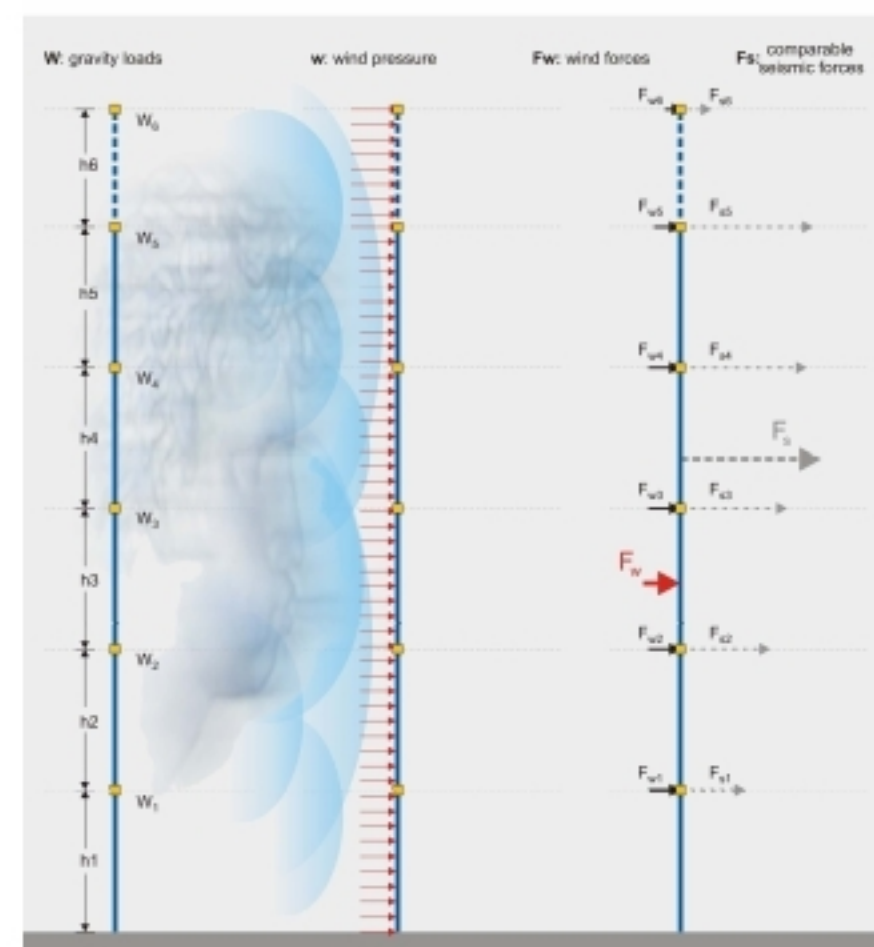 W: gravity loads
w: wind pressure
Fw: wind forces
Fs: comparable
seismic forces
W6
Fw6 Fs6
h6
W5
Fw5 Fs5
h5
W4
Fw4 Fs4
h4
Fs
W3
Fw3 Fs3
h3
Fw
W2
Fw2 Fs2
h2
W1
Fw1 Fs1
h1